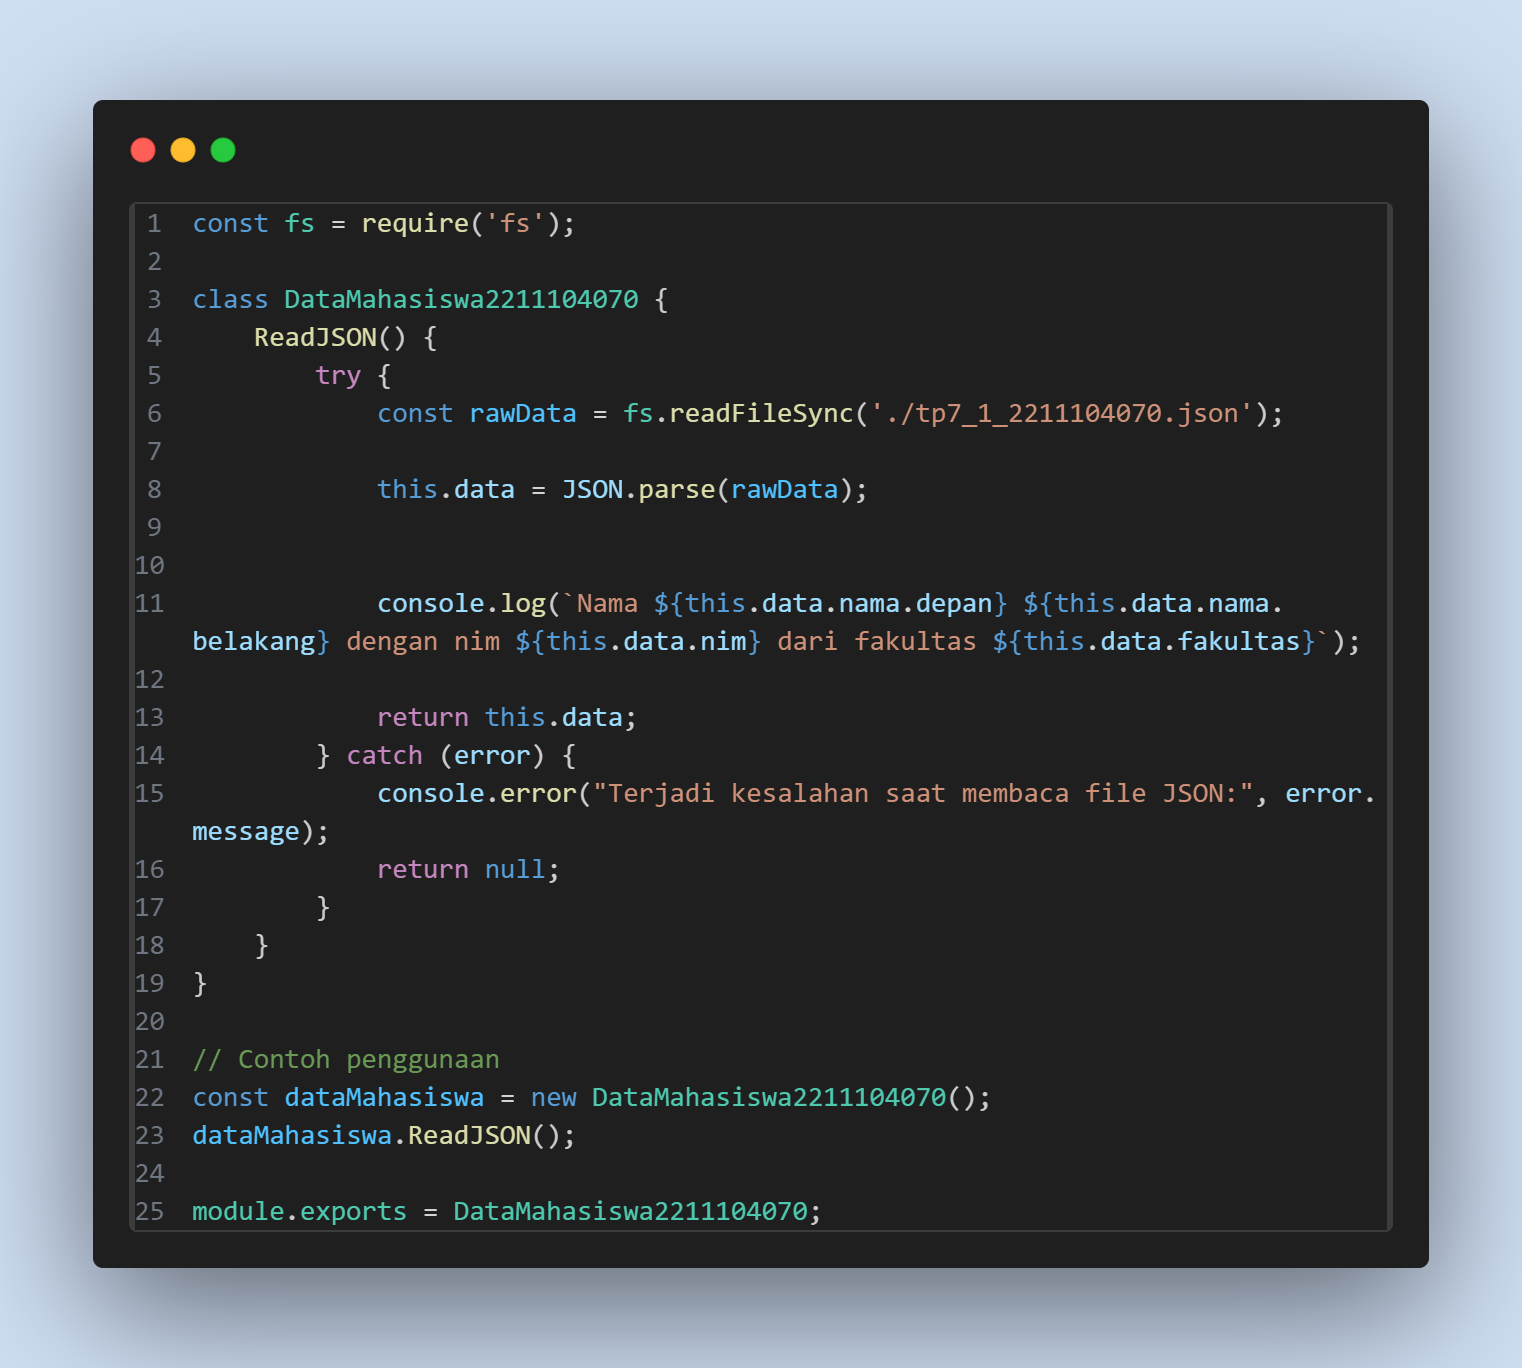 1 const fs = require('fs');
2
3 class DataMahasiswa2211104070 {
4     ReadJSON() {
5         try {
6             const rawData = fs.readFileSync('./tp7_1_2211104070.json');
7
8             this.data = JSON.parse(rawData);
9
10
11             console.log(`Nama ${this.data.nama.depan} ${this.data.nama.
belakang} dengan nim ${this.data.nim} dari fakultas ${this.data.fakultas}`);
12
13             return this.data;
14         } catch (error) {
15             console.error("Terjadi kesalahan saat membaca file JSON:", error.
message);
16             return null;
17         }
18     }
19 }
20
21 // Contoh penggunaan
22 const dataMahasiswa = new DataMahasiswa2211104070();
23 dataMahasiswa.ReadJSON();
24
25 module.exports = DataMahasiswa2211104070;